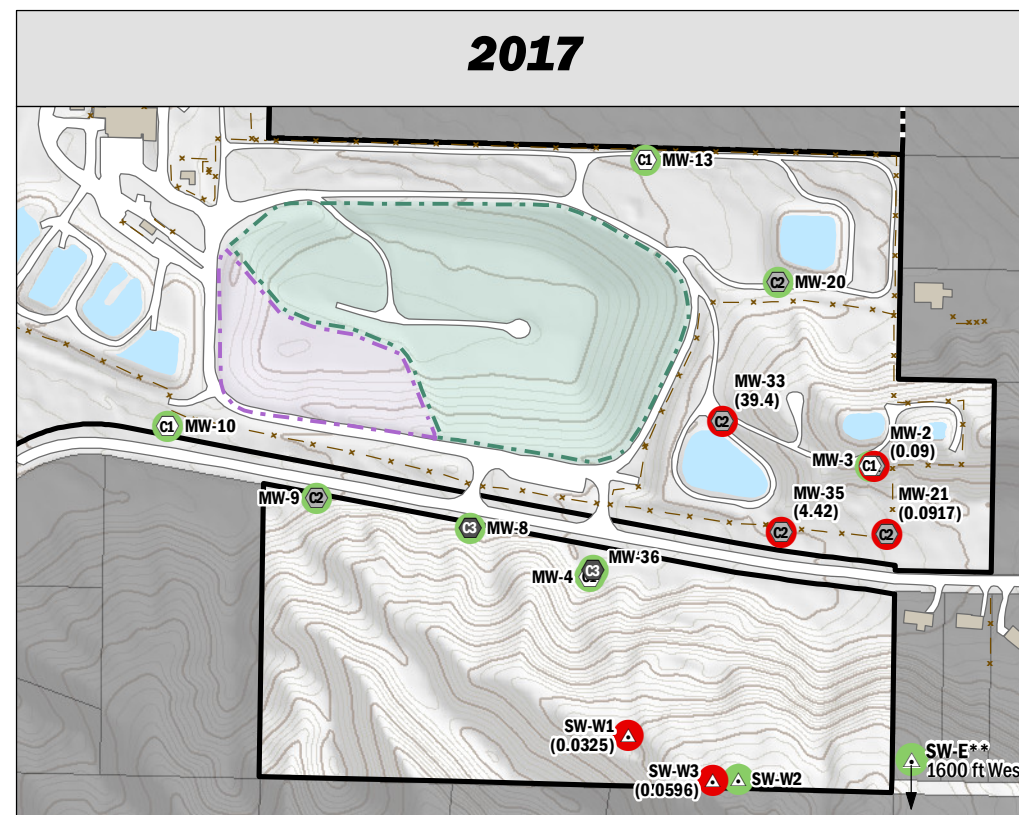 2017
C1 MW-13
C2 MW-20
MW-33
(39.4)
C2
MW-2
(0.09)
MW-3 C1
C1 MW-10
MW-35
(4.42)
C2
MW-21
(0.0917)
C2
MW-9 C2
C3 MW-8
MW-36
C3
MW-4
SW-W1
(0.0325)
SW-E**
1600 ft Wes
SW-W3
(0.0596)
SW-W2